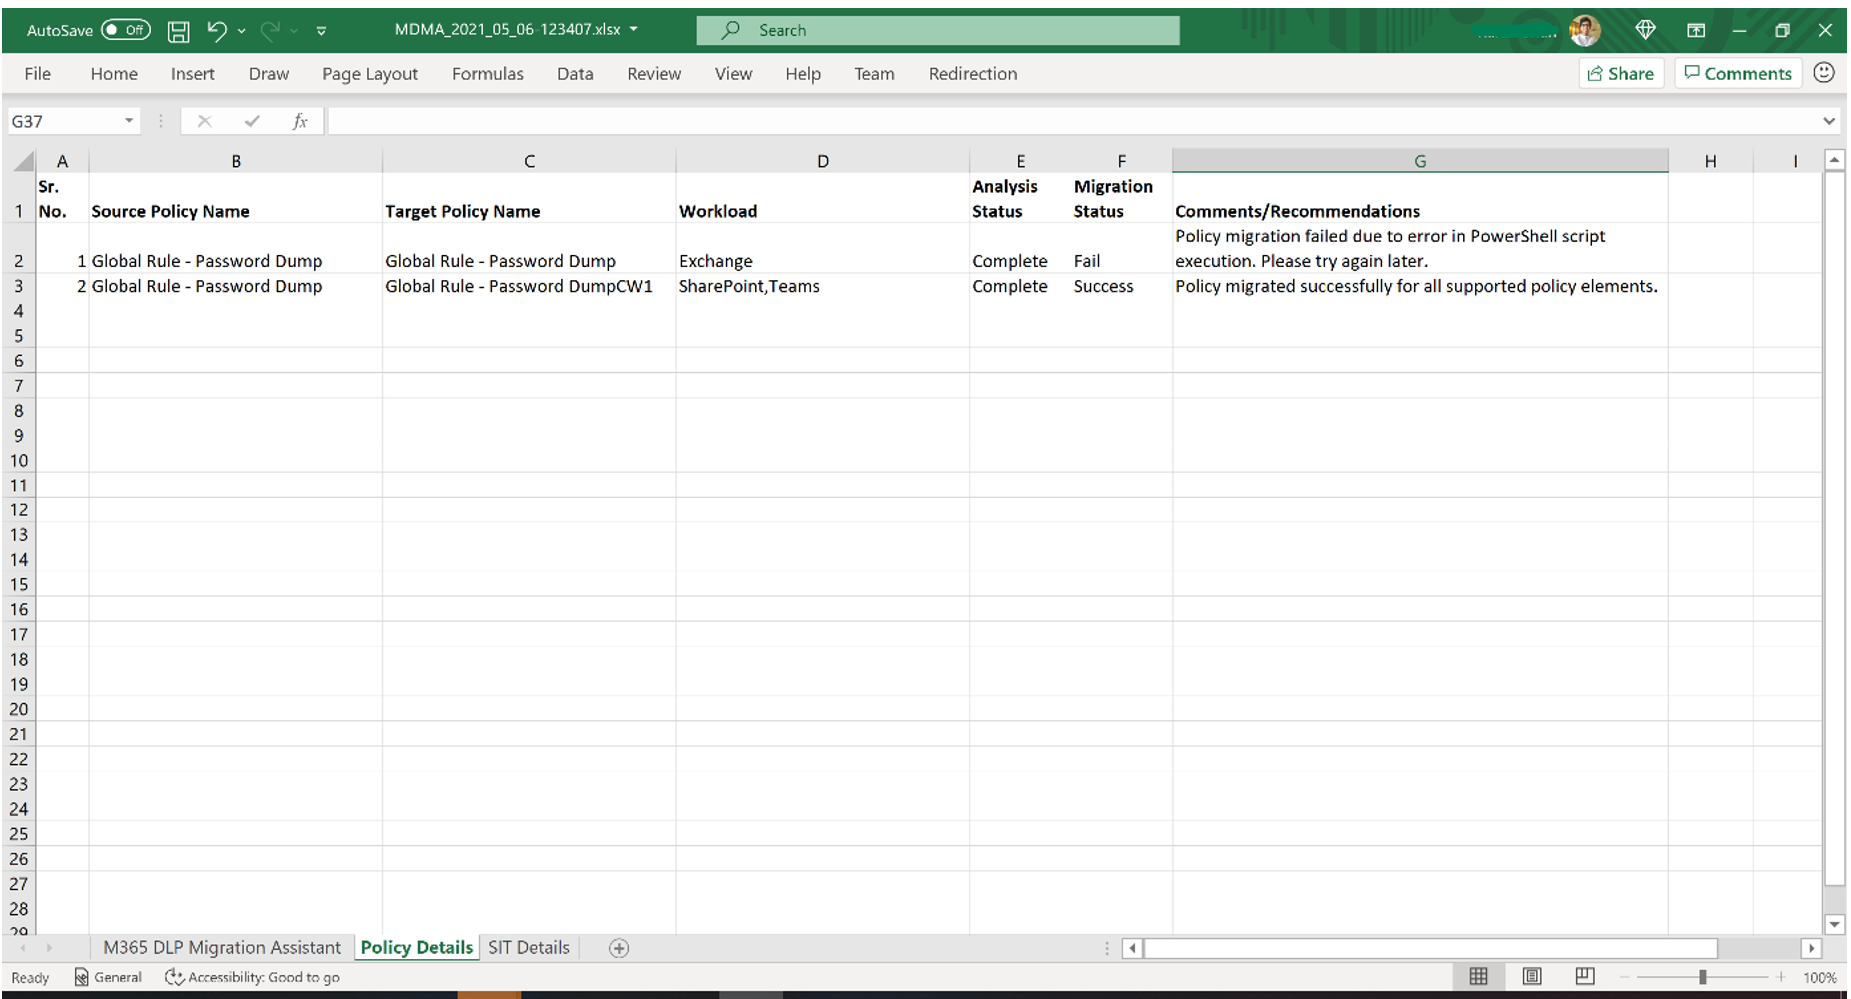 AutoSave Off MDMA_2021_05_06-123407.xlsx Search
File Home Insert Draw Page Layout Formulas Data Review View Help Team Redirection Share Comments
G37 fx
A B C D E F G H I
1 Sr. No. Source Policy Name Target Policy Name Workload Analysis Status Migration Status Comments/Recommendations
2 1 Global Rule - Password Dump Global Rule - Password Dump Exchange Complete Fail Policy migration failed due to error in PowerShell script execution. Please try again later.
3 2 Global Rule - Password Dump Global Rule - Password DumpCW1 SharePoint,Teams Complete Success Policy migrated successfully for all supported policy elements.
4
5
6
7
8
9
10
11
12
13
14
15
16
17
18
19
20
21
22
23
24
25
26
27
28
29
M365 DLP Migration Assistant Policy Details SIT Details
Ready General Accessibility: Good to go 100%